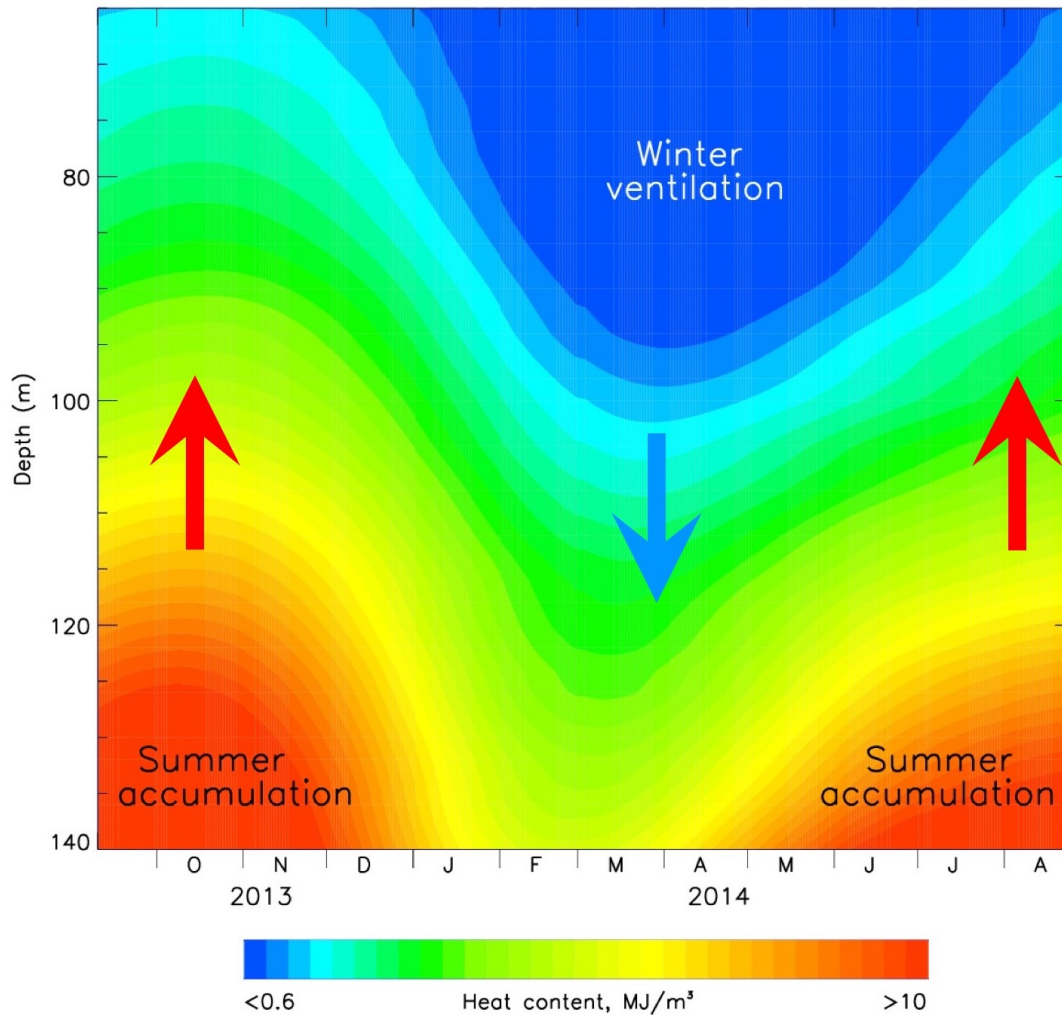 Winter
ventilation
80
Depth (m)
100
120
Summer
accumulation
Summer
accumulation
140
O N D J F M A M J J A
2013 2014
<0.6 Heat content, MJ/m³ >10